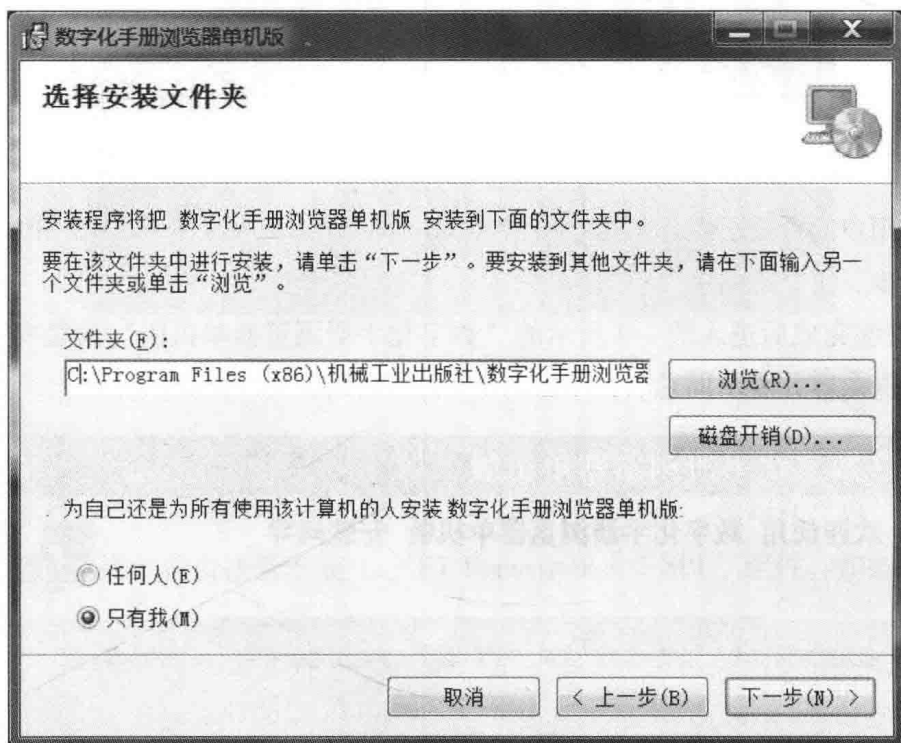 数字化手册浏览器单机版
选择安装文件夹
安装程序将把 数字化手册浏览器单机版 安装到下面的文件夹中。
要在该文件夹中进行安装，请单击“下一步”。要安装到其他文件夹，请在下面输入另一
个文件夹或单击“浏览”。
文件夹(F)：
C:\Program Files (x86)\机械工业出版社\数字化手册浏览器
浏览(R)...
磁盘开销(D)...
为自己还是为所有使用该计算机的人安装 数字化手册浏览器单机版:
任何人(E)
只有我(M)
取消
< 上一步(B)
下一步(N) >